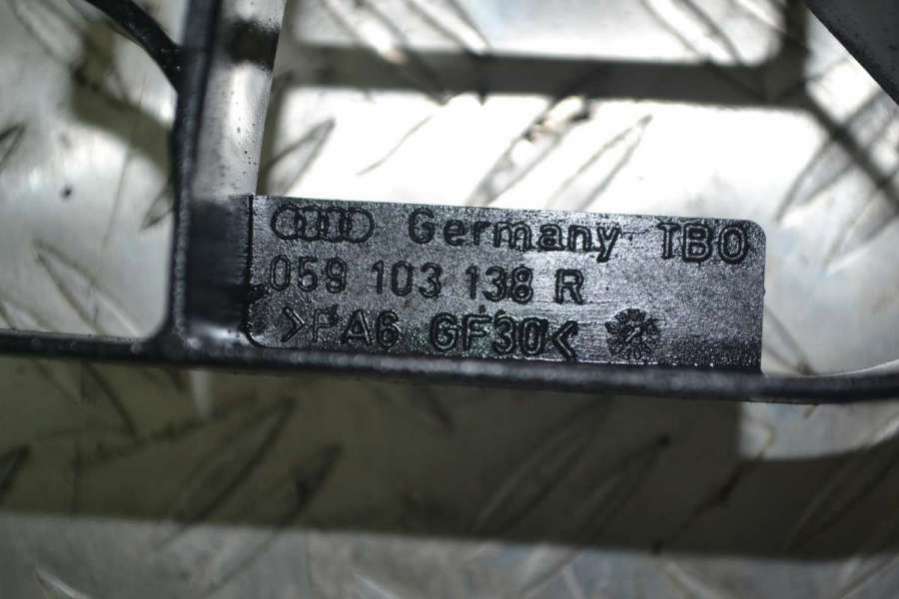 Germany TBO
059 103 138 R
>PA6 GF30<